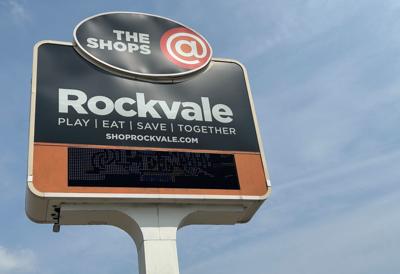 THE
SHOPS @
Rockvale
PLAY | EAT | SAVE | TOGETHER
SHOPROCKVALE.COM